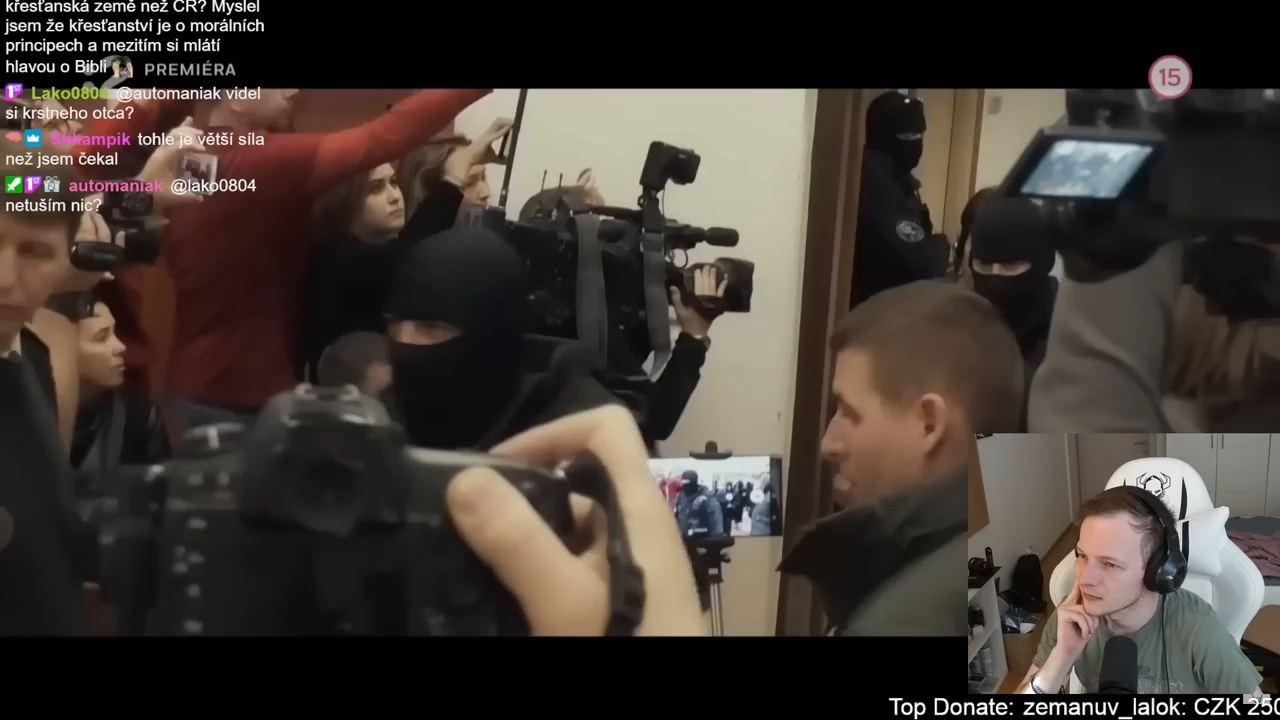 křesťanská země než ČR? Myslel
jsem že křesťanství je o morálních
principech a mezitím si mlátí
hlavou o Bibli
PREMIÉRA
15
Lako0804 @automaniak videl
si krstneho otca?
Shkampik tohle je větší síla
než jsem čekal
automaniak @lako0804
netuším nic?
Top Donate: zemanuv_lalok: CZK 250